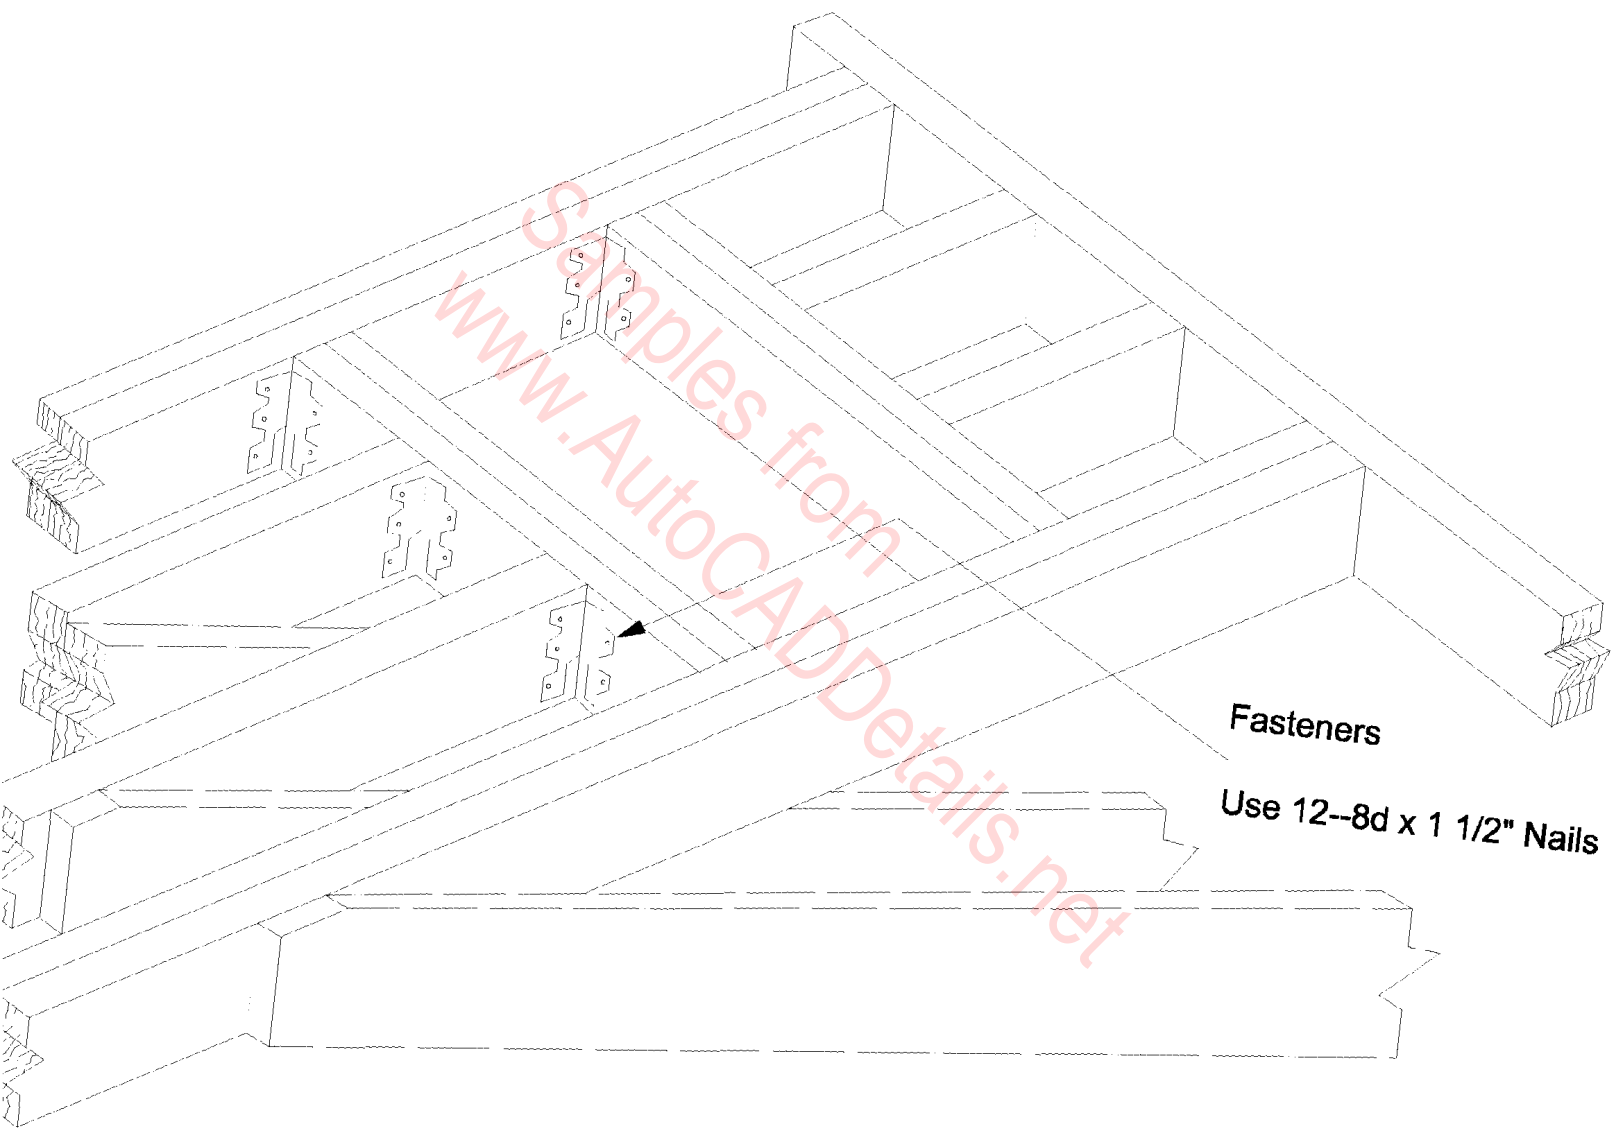 Samples from
www.AutoCADDetails.net
Fasteners
Use 12--8d x 1 1/2" Nails